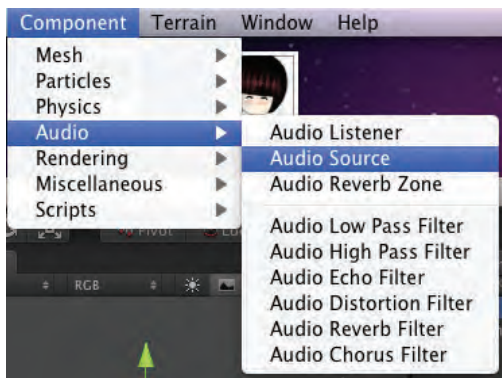 Component Terrain Window Help
Mesh
Particles
Physics
Audio
Rendering
Miscellaneous
Scripts
Audio Listener
Audio Source
Audio Reverb Zone
Audio Low Pass Filter
Audio High Pass Filter
Audio Echo Filter
Audio Distortion Filter
Audio Reverb Filter
Audio Chorus Filter
Pivot
RGB